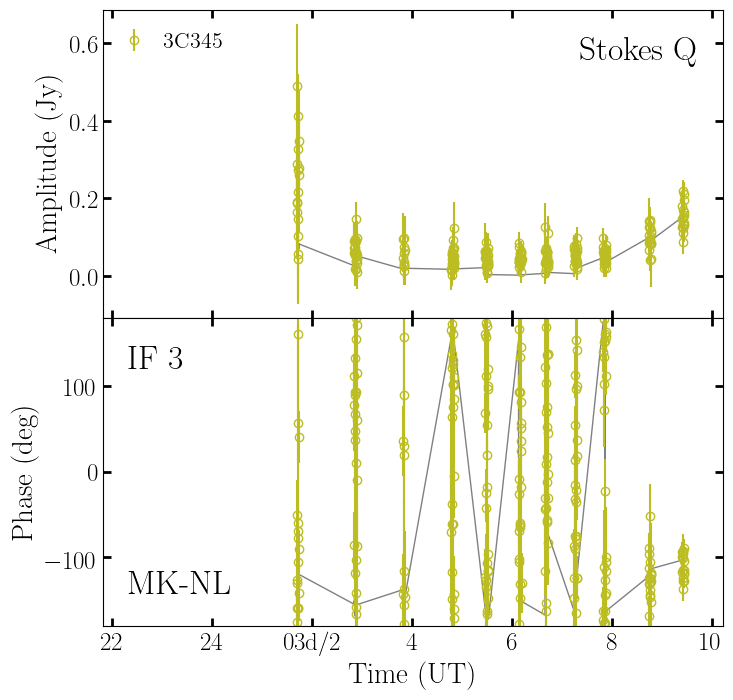 3C345
Stokes Q
0.6
0.4
0.2
0.0
Amplitude (Jy)
IF 3
100
0
−100
Phase (deg)
MK-NL
22 24 03d/2 4 6 8 10
Time (UT)